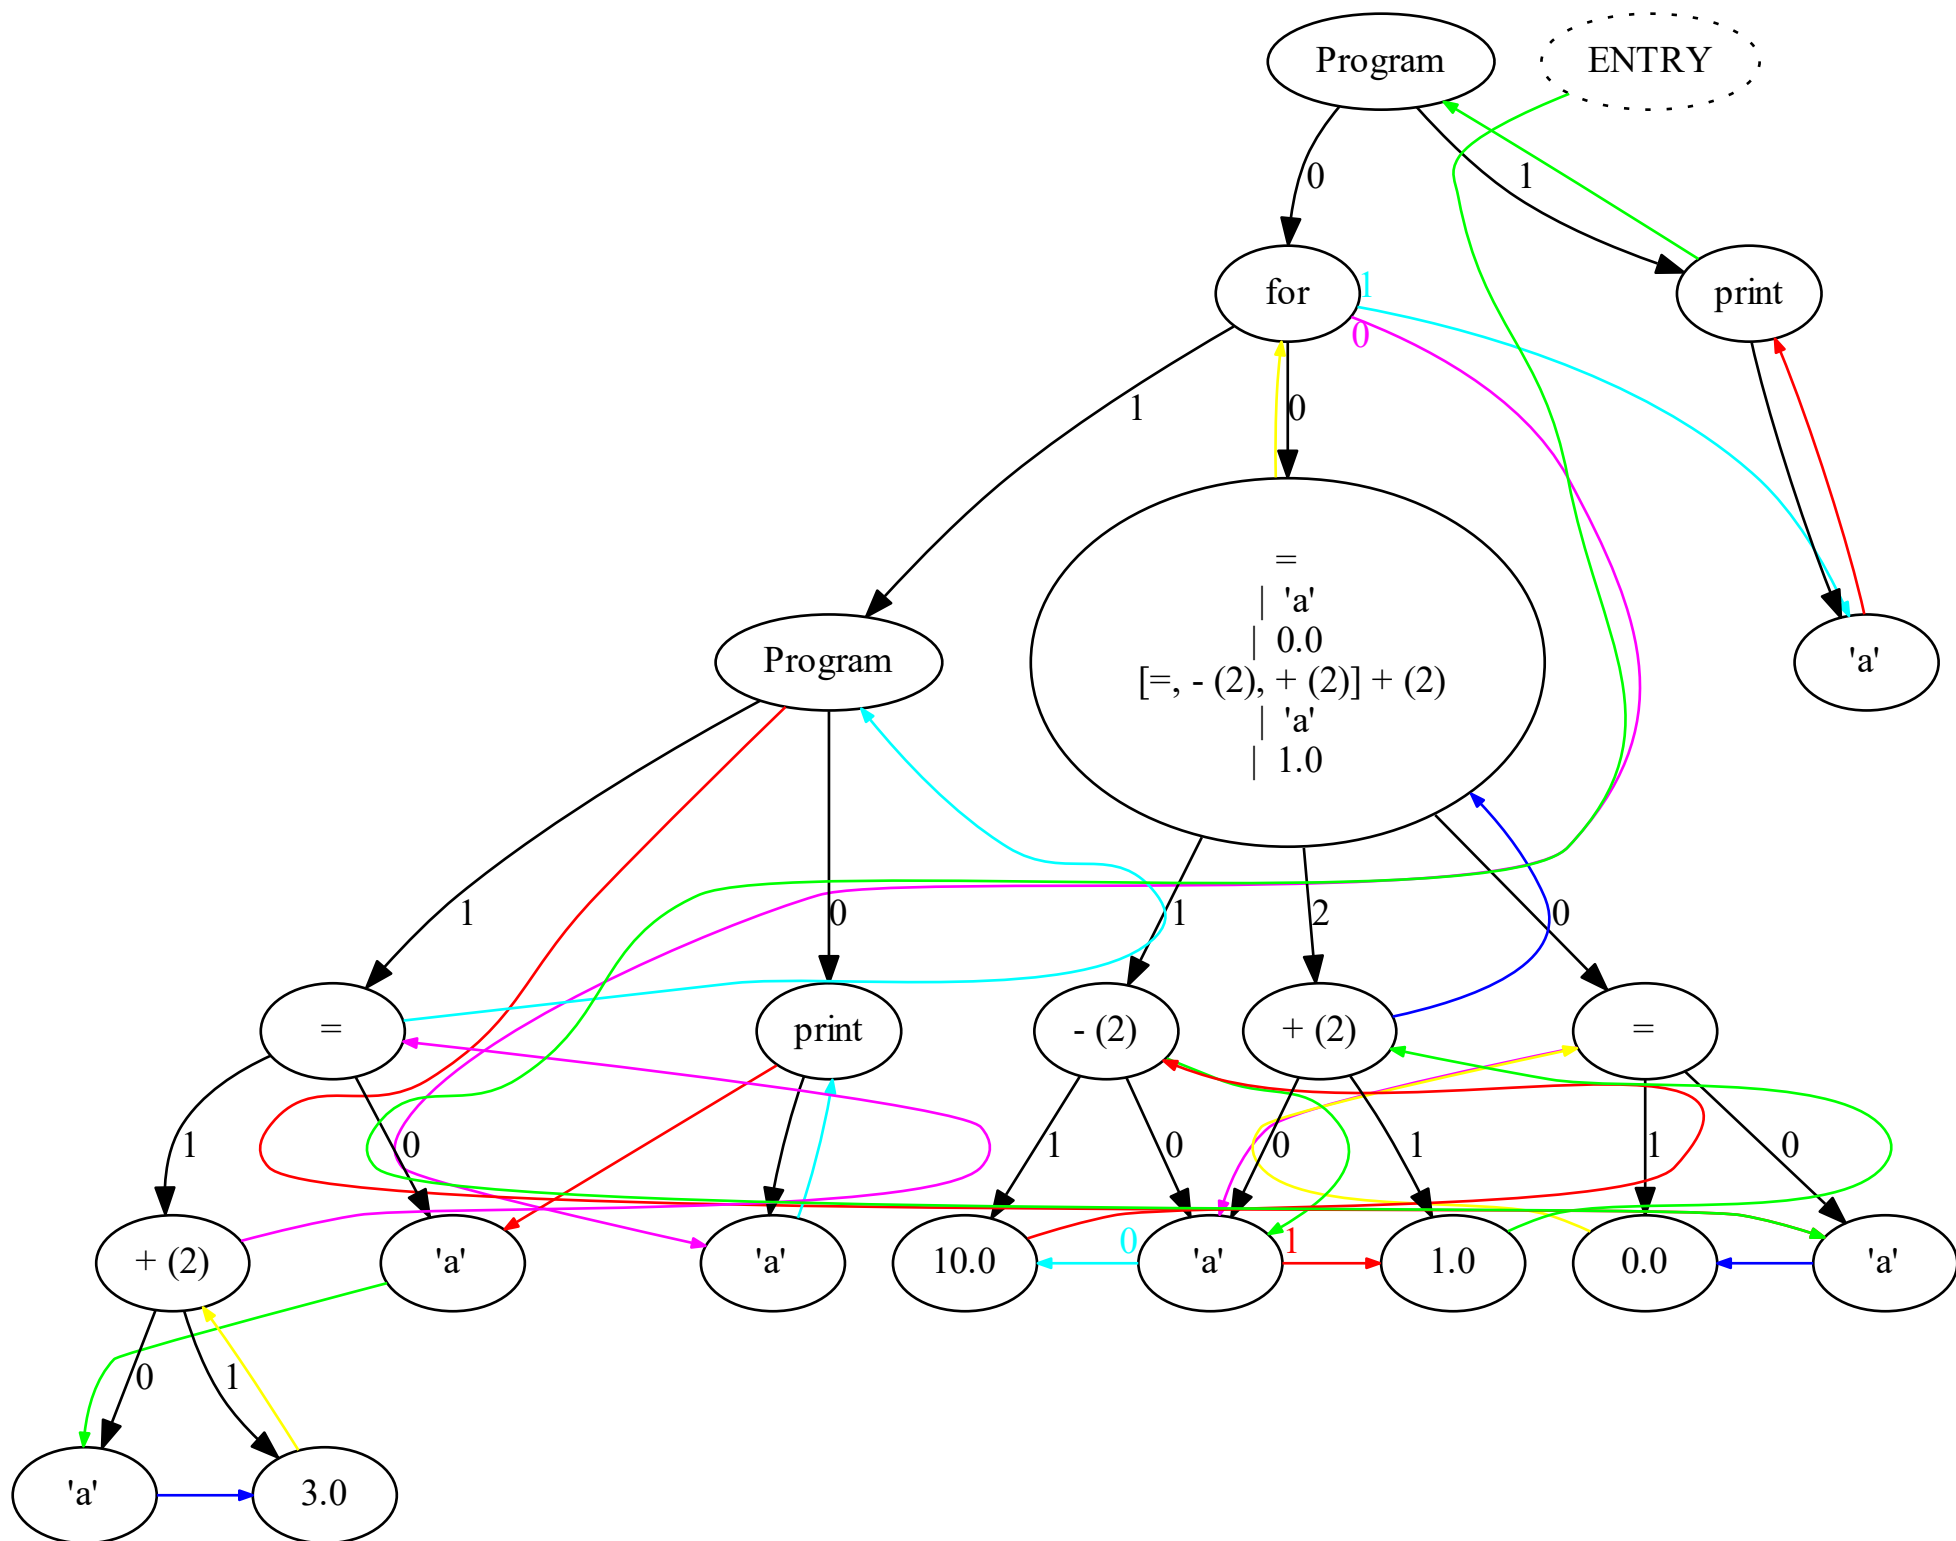 Program
ENTRY
0
1
for
1
0
print
1
0
=
| 'a'
| 0.0
[=, - (2), + (2)] + (2)
| 'a'
| 1.0
Program
'a'
1
0
1
2
0
=
print
- (2)
+ (2)
=
1
0
1
0
0
1
1
0
+ (2)
'a'
'a'
10.0
0
'a'
1
1.0
0.0
'a'
0
1
'a'
3.0